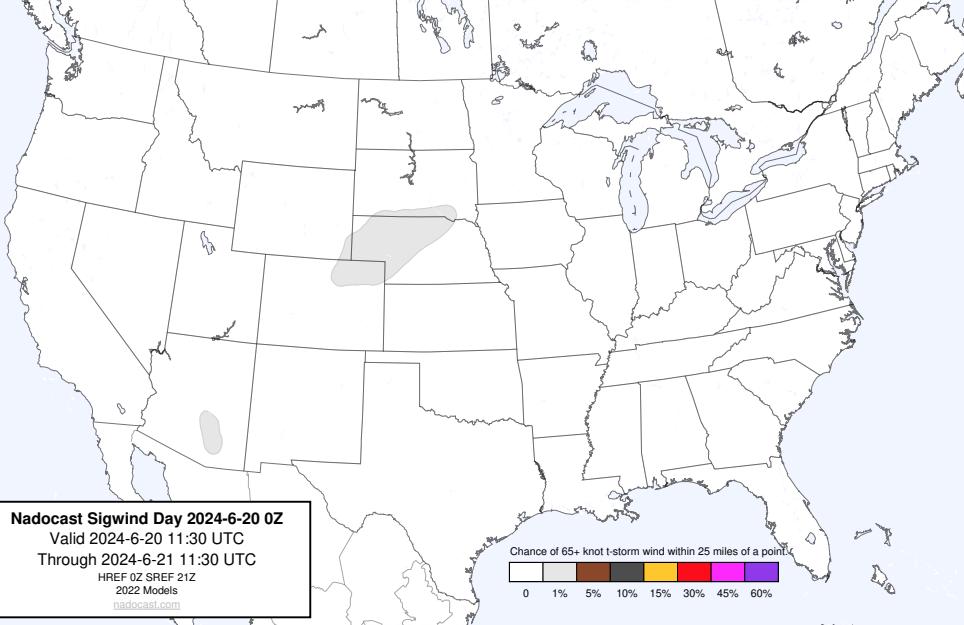 Nadocast Sigwind Day 2024-6-20 0Z
Valid 2024-6-20 11:30 UTC
Through 2024-6-21 11:30 UTC
HREF 0Z SREF 21Z
2022 Models
nadocast.com
Chance of 65+ knot t-storm wind within 25 miles of a point.
0 1% 5% 10% 15% 30% 45% 60%